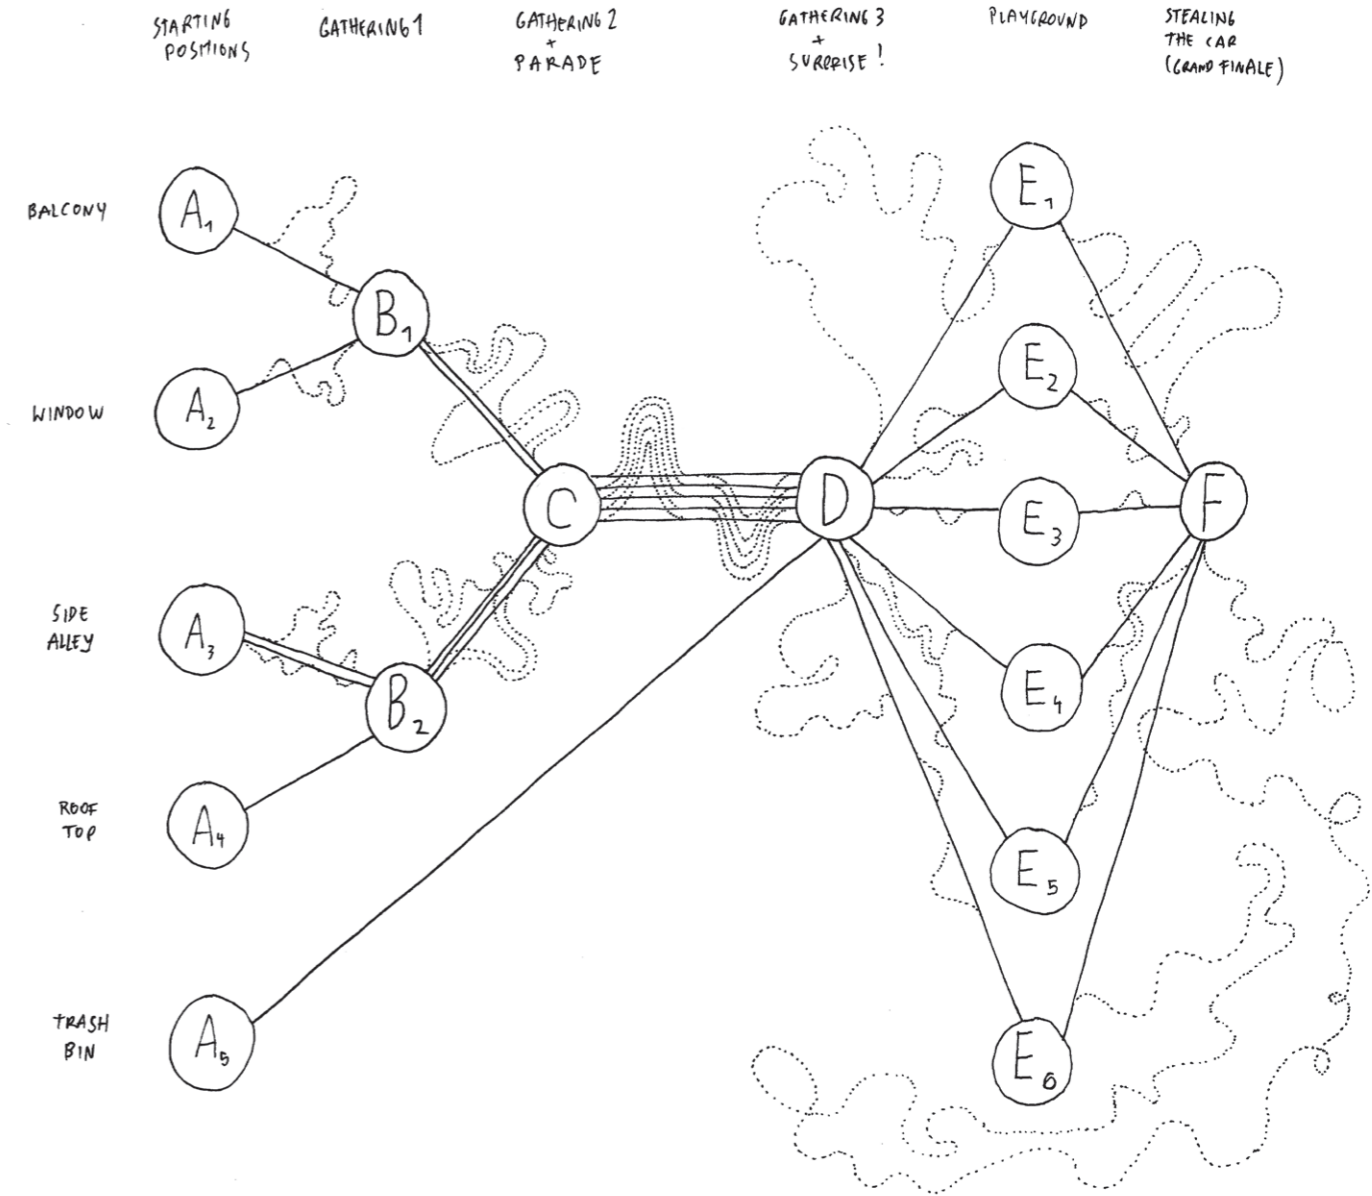 STARTING
POSITIONS
GATHERING 1
GATHERING 2
+
PARADE
GATHERING 3
+
SURPRISE!
PLAYGROUND
STEALING
THE CAR
(GRAND FINALE)
BALCONY
A1
E1
B1
E2
WINDOW
A2
C
D
E3
F
SIDE
ALLEY
A3
B2
E4
ROOF
TOP
A4
E5
TRASH
BIN
A5
E6